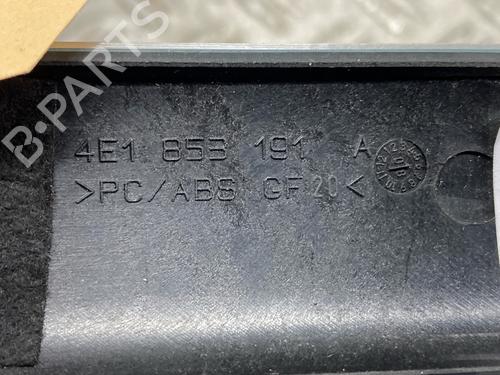 B-PARTS
4E1 853 191 A
>PC/ABS GF20<